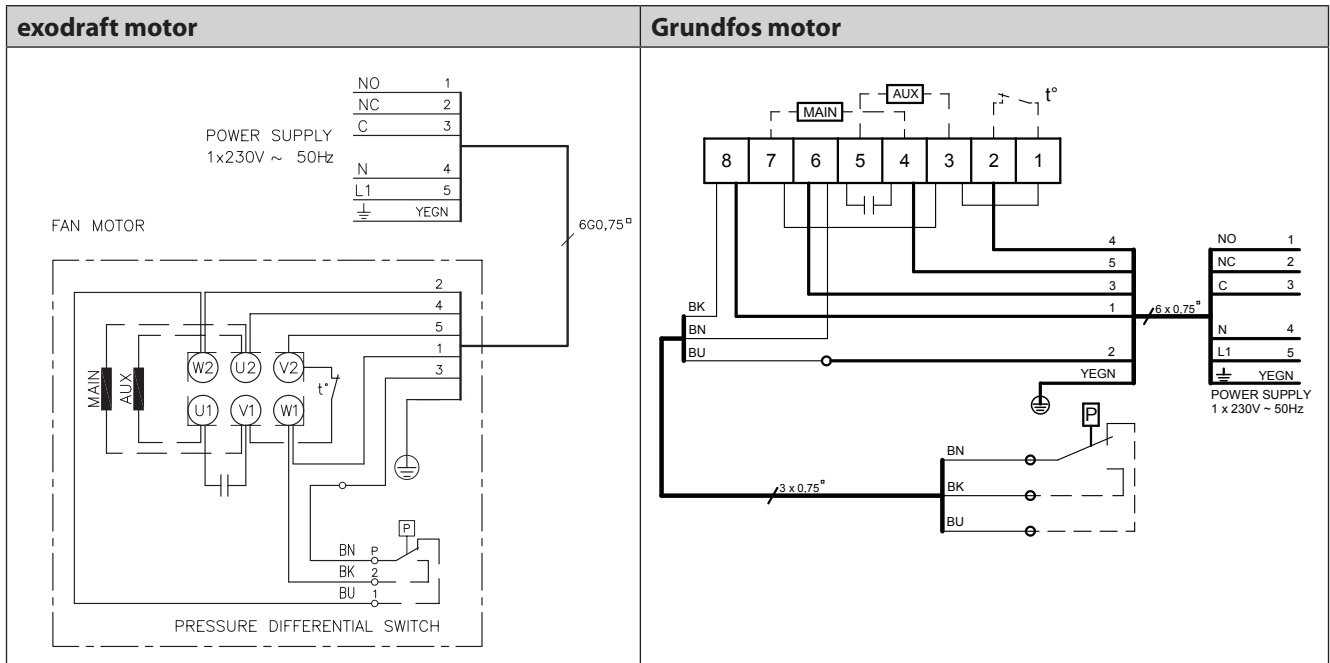 exodraft motor
NO 1
NC 2
C 3
POWER SUPPLY
1x230V ~ 50Hz
N 4
L1 5
YEGN
FAN MOTOR
6G0,75
2
4
5
1
3
W2 U2 V2
MAIN AUX
t°
U1 V1 W1
P
BN P
BK 2
BU 1
PRESSURE DIFFERENTIAL SWITCH
Grundfos motor
AUX
t°
MAIN
8 7 6 5 4 3 2 1
4
5
3
1
2
YEGN
6 x 0,75
NO 1
NC 2
C 3
N 4
L1 5
YEGN
POWER SUPPLY
1 x 230V ~ 50Hz
BK
BN
BU
P
BN
BK
BU
3 x 0,75